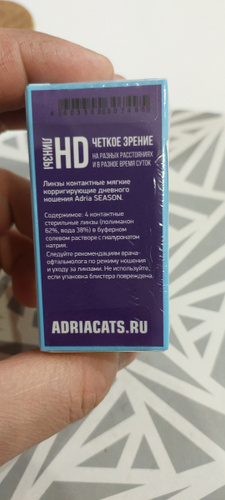 ЛИНЗЫ
HD
ЧЕТКОЕ ЗРЕНИЕ
НА РАЗНЫХ РАССТОЯНИЯХ
И В РАЗНОЕ ВРЕМЯ СУТОК
Линзы контактные мягкие
корригирующие дневного
ношения Adria SEASON.
Содержимое: 4 контактные
стерильные линзы (полимакон
62%, вода 38%) в буферном
солевом растворе с гиалуронатом
натрия.
Следуйте рекомендациям врача-
офтальмолога по режиму ношения
и уходу за линзами. Не используйте,
если упаковка блистера повреждена.
ADRIACATS.RU